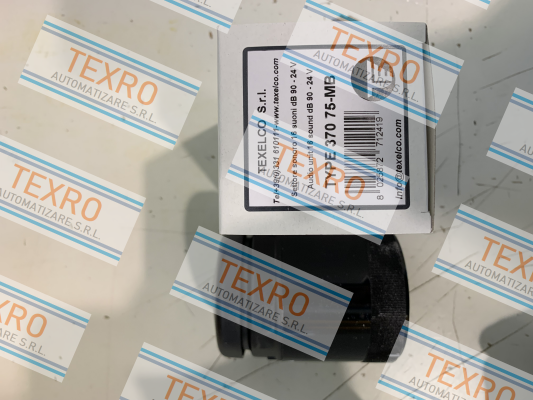 TEXELCO S.r.l.
www.texelco.com
Settore sonoro 16 suoni dB 90 - 24 V
Audio unit 16 sound dB 90 - 24 V
TYPE 370 75-MB
info@texelco.com
TEXRO
AUTOMATIZARE S.R.L.